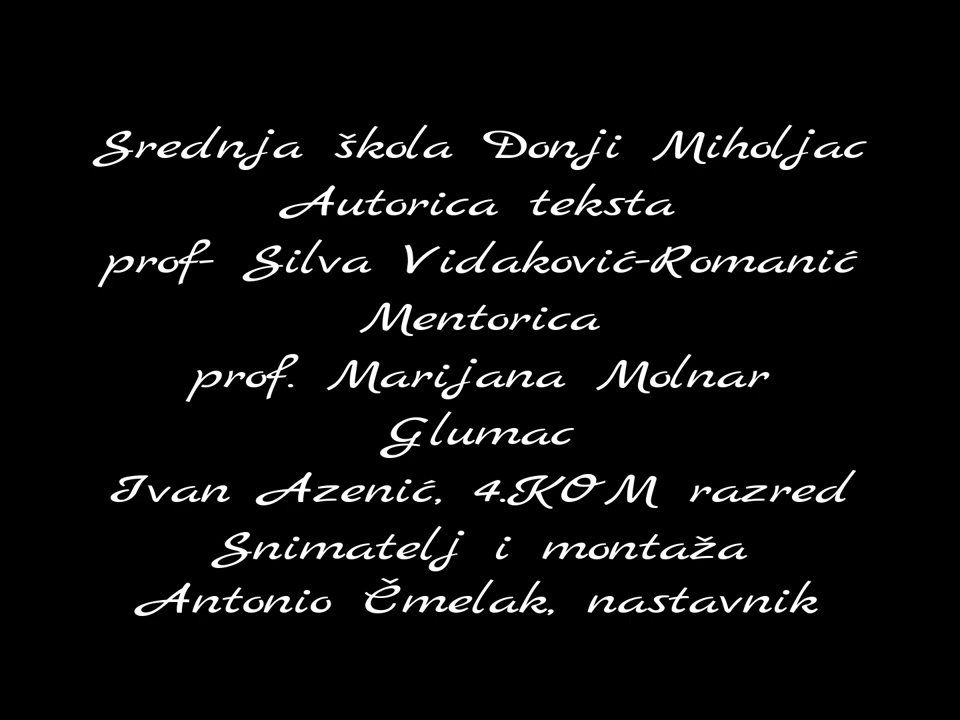 Srednja škola Donji Miholjac
Autorica teksta
prof- Silva Vidaković-Romanić
Mentorica
prof. Marijana Molnar
Glumac
Ivan Azenić, 4.KOM razred
Snimatelj i montaža
Antonio Čmelak, nastavnik